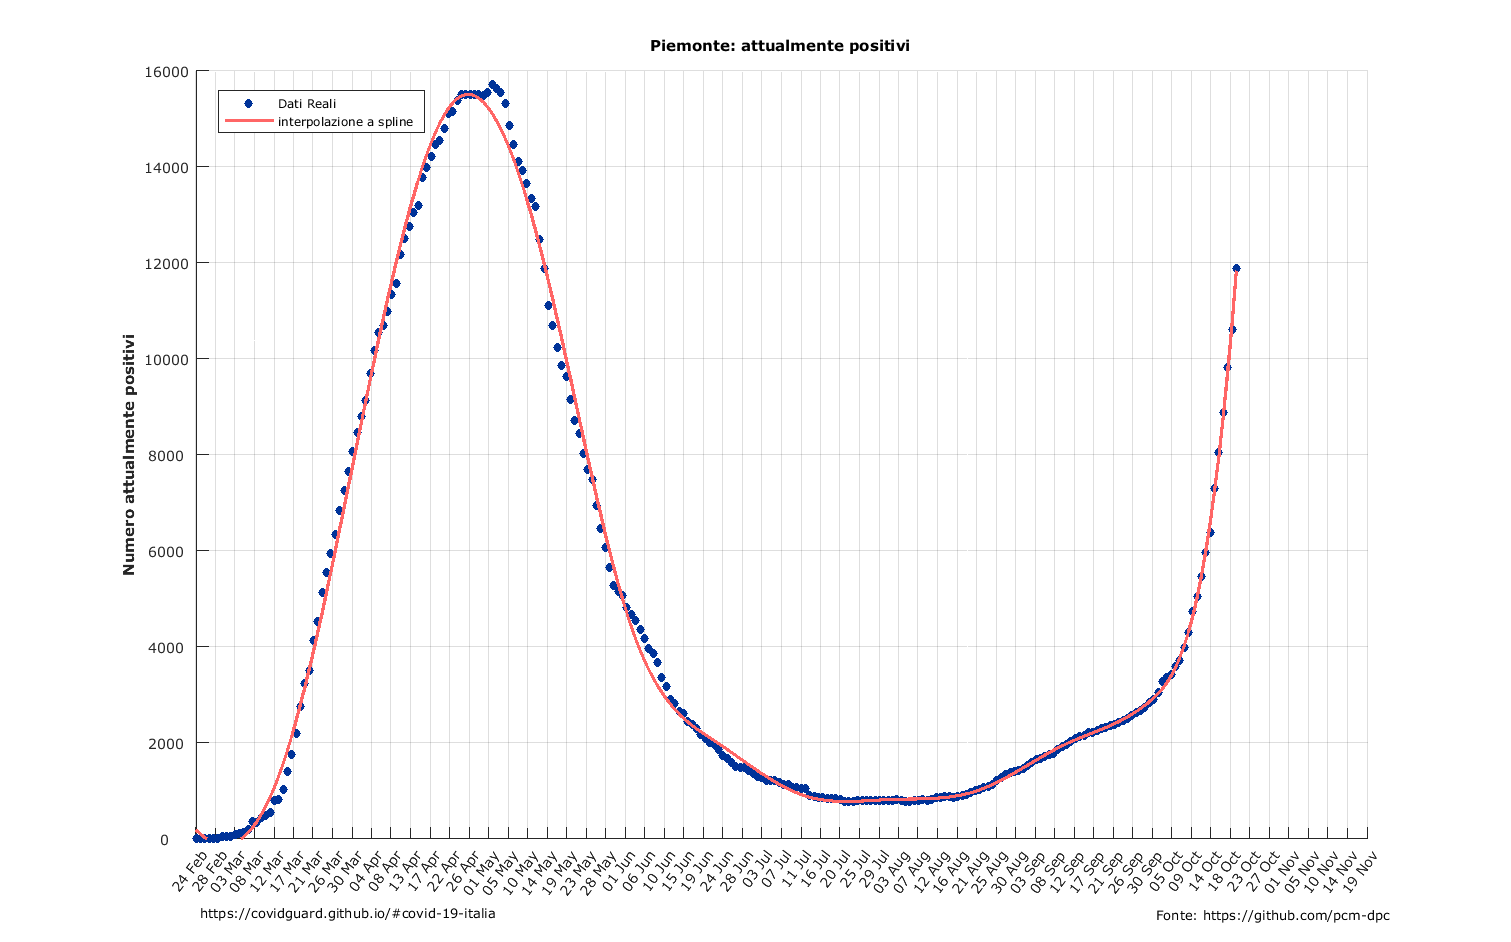 Piemonte: attualmente positivi
Dati Reali
interpolazione a spline
Numero attualmente positivi
16000
14000
12000
10000
8000
6000
4000
2000
0
24 Feb
28 Feb
03 Mar
08 Mar
12 Mar
17 Mar
21 Mar
26 Mar
30 Mar
04 Apr
08 Apr
13 Apr
17 Apr
22 Apr
26 Apr
01 May
05 May
10 May
14 May
19 May
23 May
28 May
01 Jun
06 Jun
10 Jun
15 Jun
19 Jun
24 Jun
28 Jun
03 Jul
07 Jul
11 Jul
16 Jul
20 Jul
25 Jul
29 Jul
03 Aug
07 Aug
12 Aug
16 Aug
21 Aug
25 Aug
30 Aug
03 Sep
08 Sep
12 Sep
17 Sep
21 Sep
26 Sep
30 Sep
05 Oct
09 Oct
14 Oct
18 Oct
23 Oct
27 Oct
01 Nov
05 Nov
10 Nov
14 Nov
19 Nov
https://covidguard.github.io/#covid-19-italia
Fonte: https://github.com/pcm-dpc